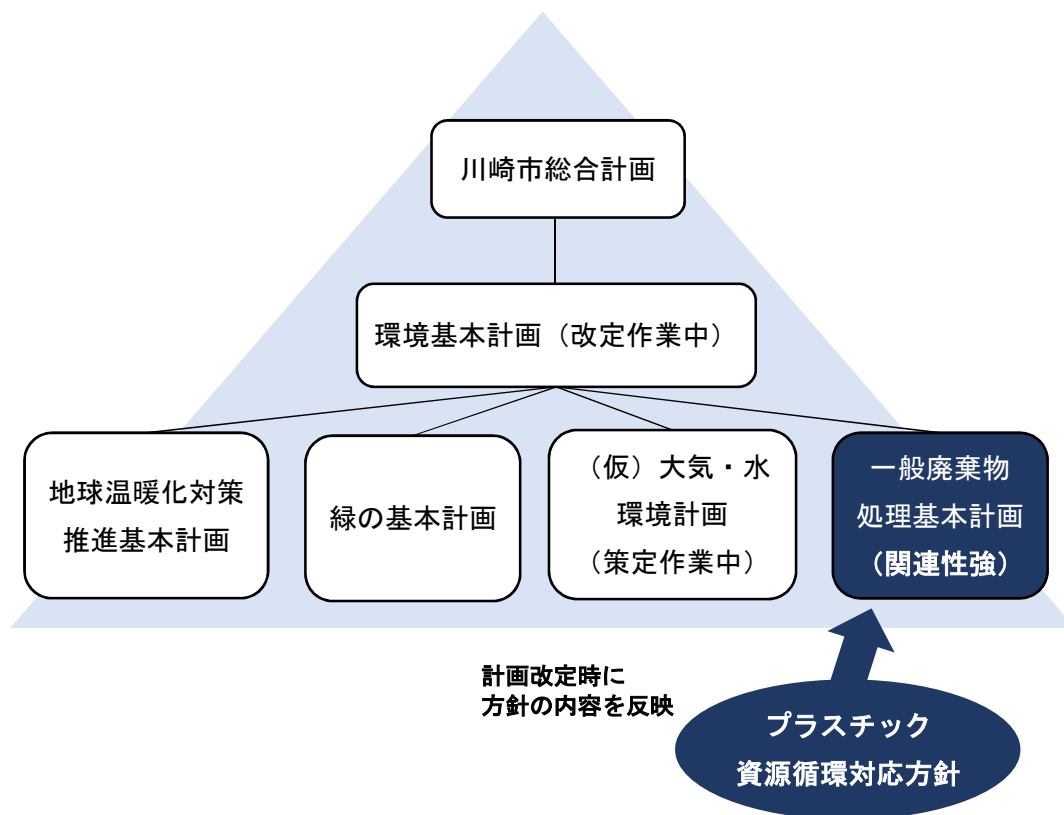 川崎市総合計画
環境基本計画（改定作業中）
地球温暖化対策
推進基本計画
緑の基本計画
（仮）大気・水
環境計画
（策定作業中）
一般廃棄物
処理基本計画
（関連性強）
計画改定時に
方針の内容を反映
プラスチック
資源循環対応方針